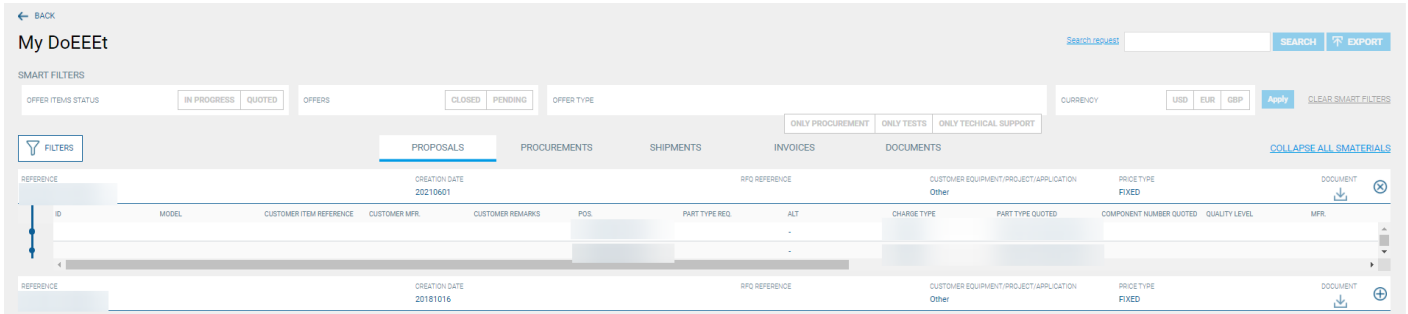 BACK
My DoEEEt
Search request
SEARCH
EXPORT
SMART FILTERS
OFFER ITEMS STATUS
IN PROGRESS
QUOTED
OFFERS
CLOSED
PENDING
OFFER TYPE
ONLY PROCUREMENT
ONLY TESTS
ONLY TECHICAL SUPPORT
CURRENCY
USD
EUR
GBP
Apply
CLEAR SMART FILTERS
FILTERS
PROPOSALS
PROCUREMENTS
SHIPMENTS
INVOICES
DOCUMENTS
COLLAPSE ALL SMATERIALS
REFERENCE
CREATION DATE
20210601
RFQ REFERENCE
CUSTOMER EQUIPMENT/PROJECT/APPLICATION
Other
PRICE TYPE
FIXED
DOCUMENT
ID
MODEL
CUSTOMER ITEM REFERENCE
CUSTOMER MFR.
CUSTOMER REMARKS
POS.
PART TYPE REQ.
ALT
CHARGE TYPE
PART TYPE QUOTED
COMPONENT NUMBER QUOTED
QUALITY LEVEL
MFR.
-
-
REFERENCE
CREATION DATE
20181016
RFQ REFERENCE
CUSTOMER EQUIPMENT/PROJECT/APPLICATION
Other
PRICE TYPE
FIXED
DOCUMENT